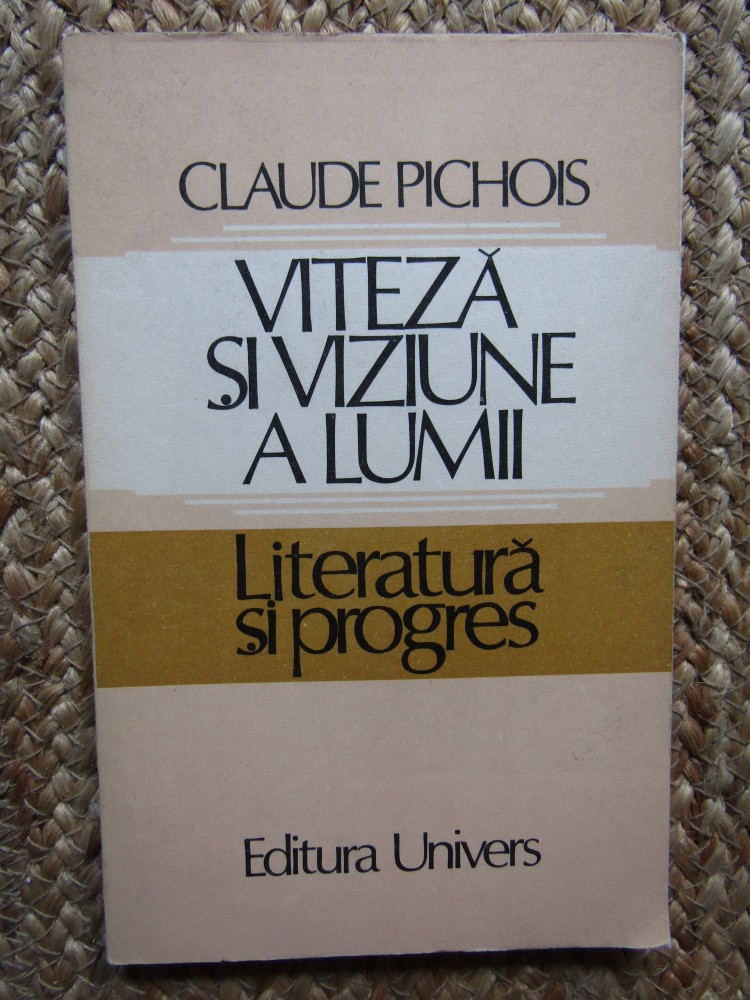 CLAUDE PICHOIS
VITEZĂ
ȘI VIZIUNE
A LUMII
Literatură
și progres
Editura Univers